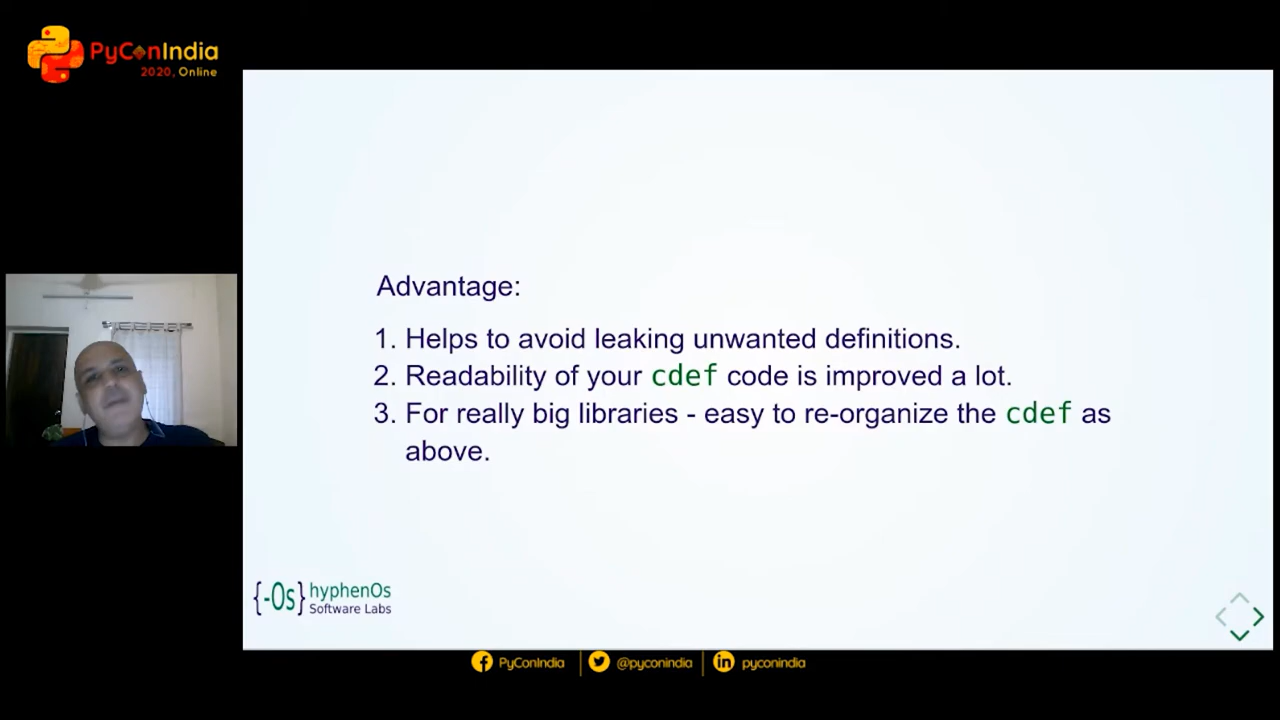 PyConIndia
2020, Online
Advantage:
1. Helps to avoid leaking unwanted definitions.
2. Readability of your cdef code is improved a lot.
3. For really big libraries - easy to re-organize the cdef as
above.
{-Os} hyphenOs
Software Labs
PyConIndia
@pyconindia
pyconindia